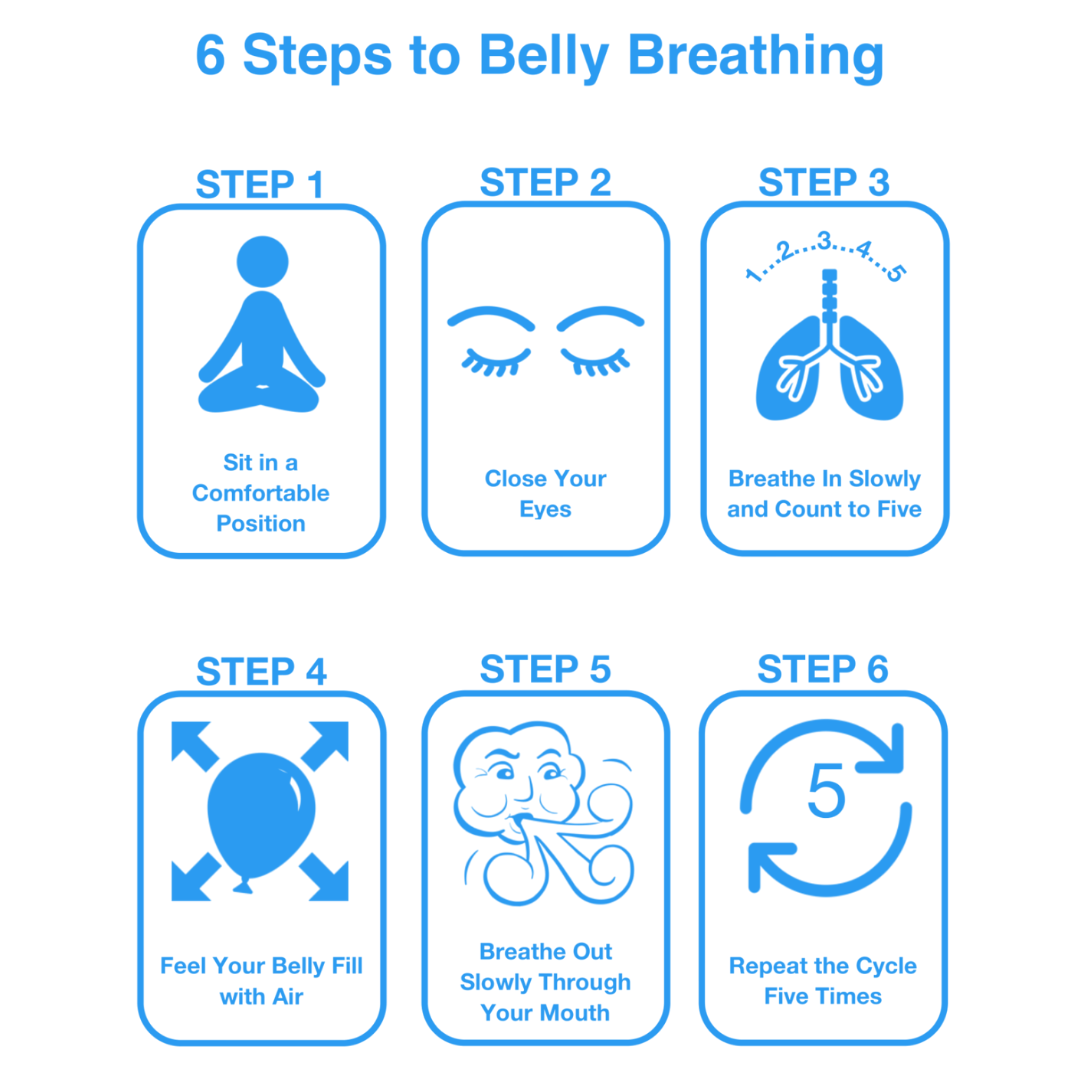 6 Steps to Belly Breathing
STEP 1
Sit in a
Comfortable
Position
STEP 2
Close Your
Eyes
STEP 3
1...2...3...4...5
Breathe In Slowly
and Count to Five
STEP 4
Feel Your Belly Fill
with Air
STEP 5
Breathe Out
Slowly Through
Your Mouth
STEP 6
5
Repeat the Cycle
Five Times